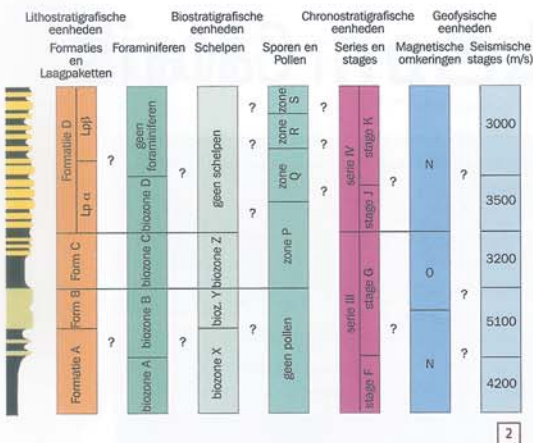 Lithostratigrafische
eenheden
Formaties
en
Laagpaketten
Biostratigrafische
eenheden
Foraminiferen
Schelpen
Sporen en
Pollen
Chronostratigrafische
eenheden
Series en
stages
Geofysische
eenheden
Magnetische
omkeringen
Seismische
stages (m/s)
Formatie D
Lpβ
Lp α
Form C
Form B
Formatie A
?
?
geen
foraminiferen
biozone D
biozone C
biozone B
biozone A
?
?
geen schelpen
biozone Z
bioz. Y
biozone X
?
?
?
?
zone S
zone R
zone Q
zone P
geen pollen
?
?
?
serie IV
serie III
stage K
stage J
stage G
stage F
?
?
N
O
N
?
?
?
3000
3500
3200
5100
4200
2